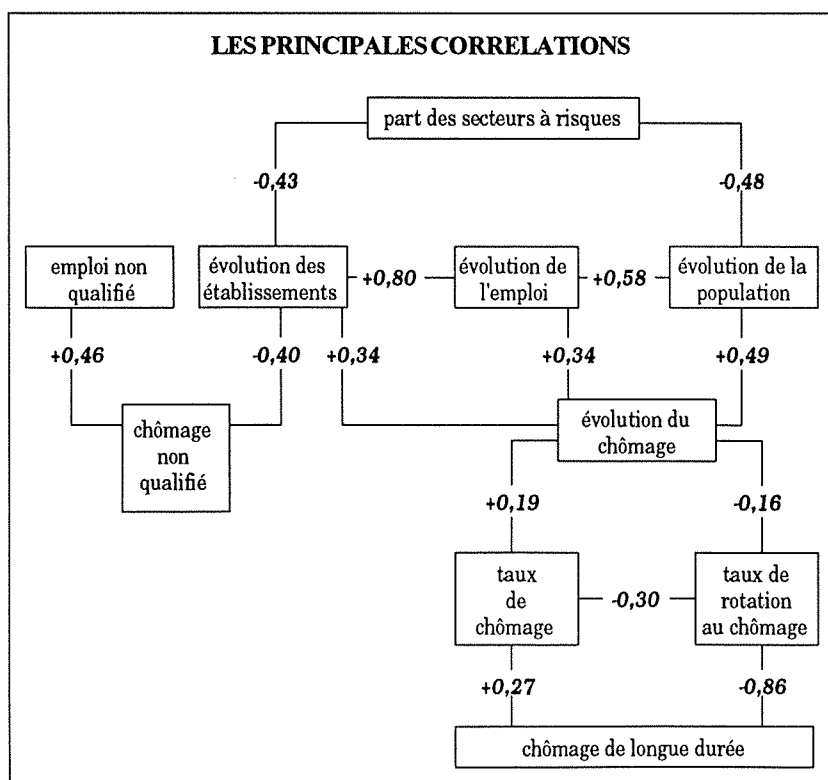 LES PRINCIPALES CORRELATIONS
part des secteurs à risques
-0,43
-0,48
emploi non
qualifié
évolution des
établissements
+0,80
évolution de
l'emploi
+0,58
évolution de la
population
+0,46
-0,40
+0,34
+0,34
+0,49
chômage
non
qualifié
évolution du
chômage
+0,19
-0,16
taux
de
chômage
-0,30
taux de
rotation
au chômage
+0,27
-0,86
chômage de longue durée